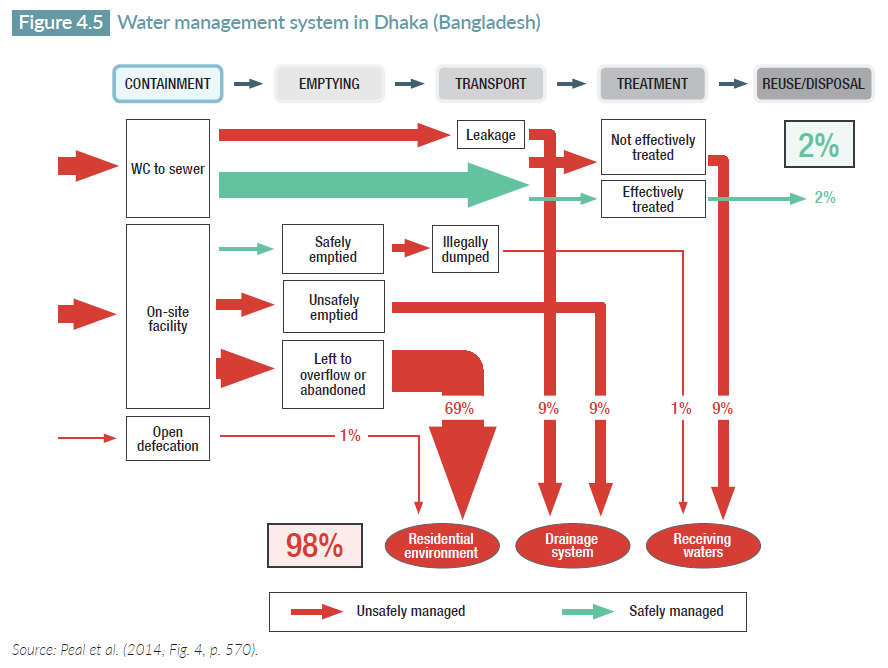 Figure 4.5 Water management system in Dhaka (Bangladesh)
CONTAINMENT EMPTYING TRANSPORT TREATMENT REUSE/DISPOSAL
WC to sewer
Leakage
Not effectively
treated
2%
Effectively
treated
2%
On-site
facility
Safely
emptied
Illegally
dumped
Unsafely
emptied
Left to
overflow or
abandoned
69% 9% 9% 1% 9%
Open
defecation
1%
98%
Residential
environment
Drainage
system
Receiving
waters
Unsafely managed Safely managed
Source: Peal et al. (2014, Fig. 4, p. 570).